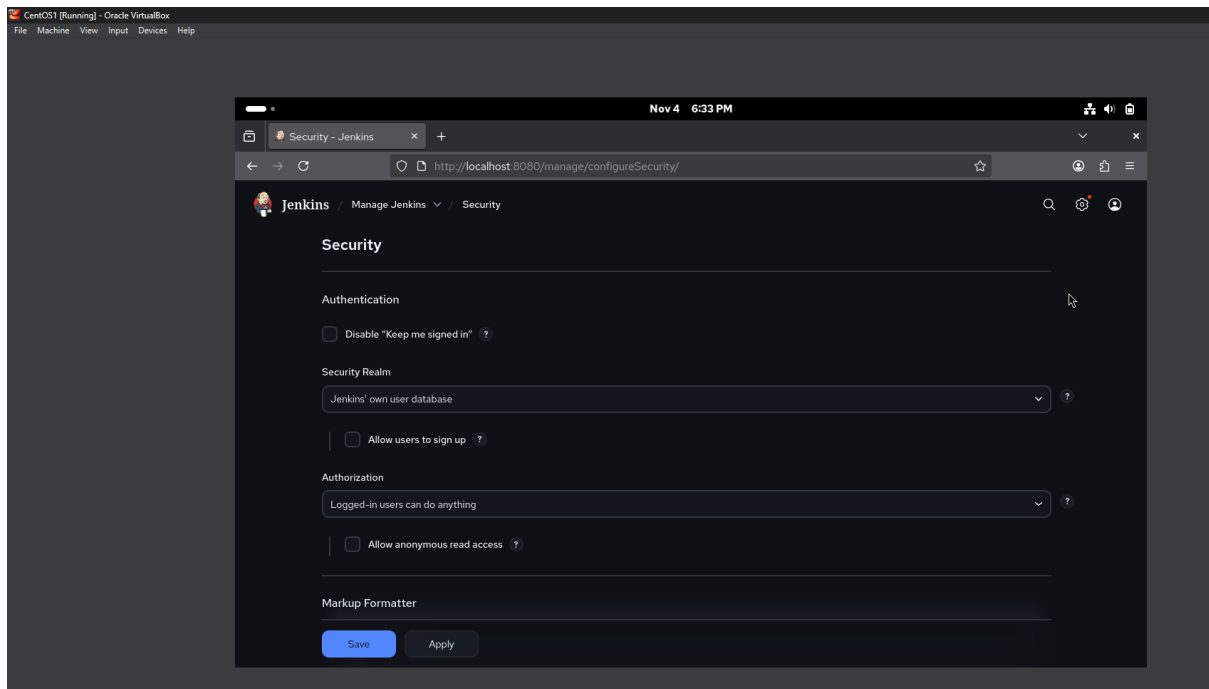 CentOS1 [Running] - Oracle VirtualBox
File Machine View Input Devices Help
Nov 4 6:33 PM
Security - Jenkins
http://localhost:8080/manage/configureSecurity/
Jenkins / Manage Jenkins / Security
Security
Authentication
Disable “Keep me signed in” ?
Security Realm
Jenkins’ own user database
?
Allow users to sign up ?
Authorization
Logged-in users can do anything
?
Allow anonymous read access ?
Markup Formatter
Save Apply